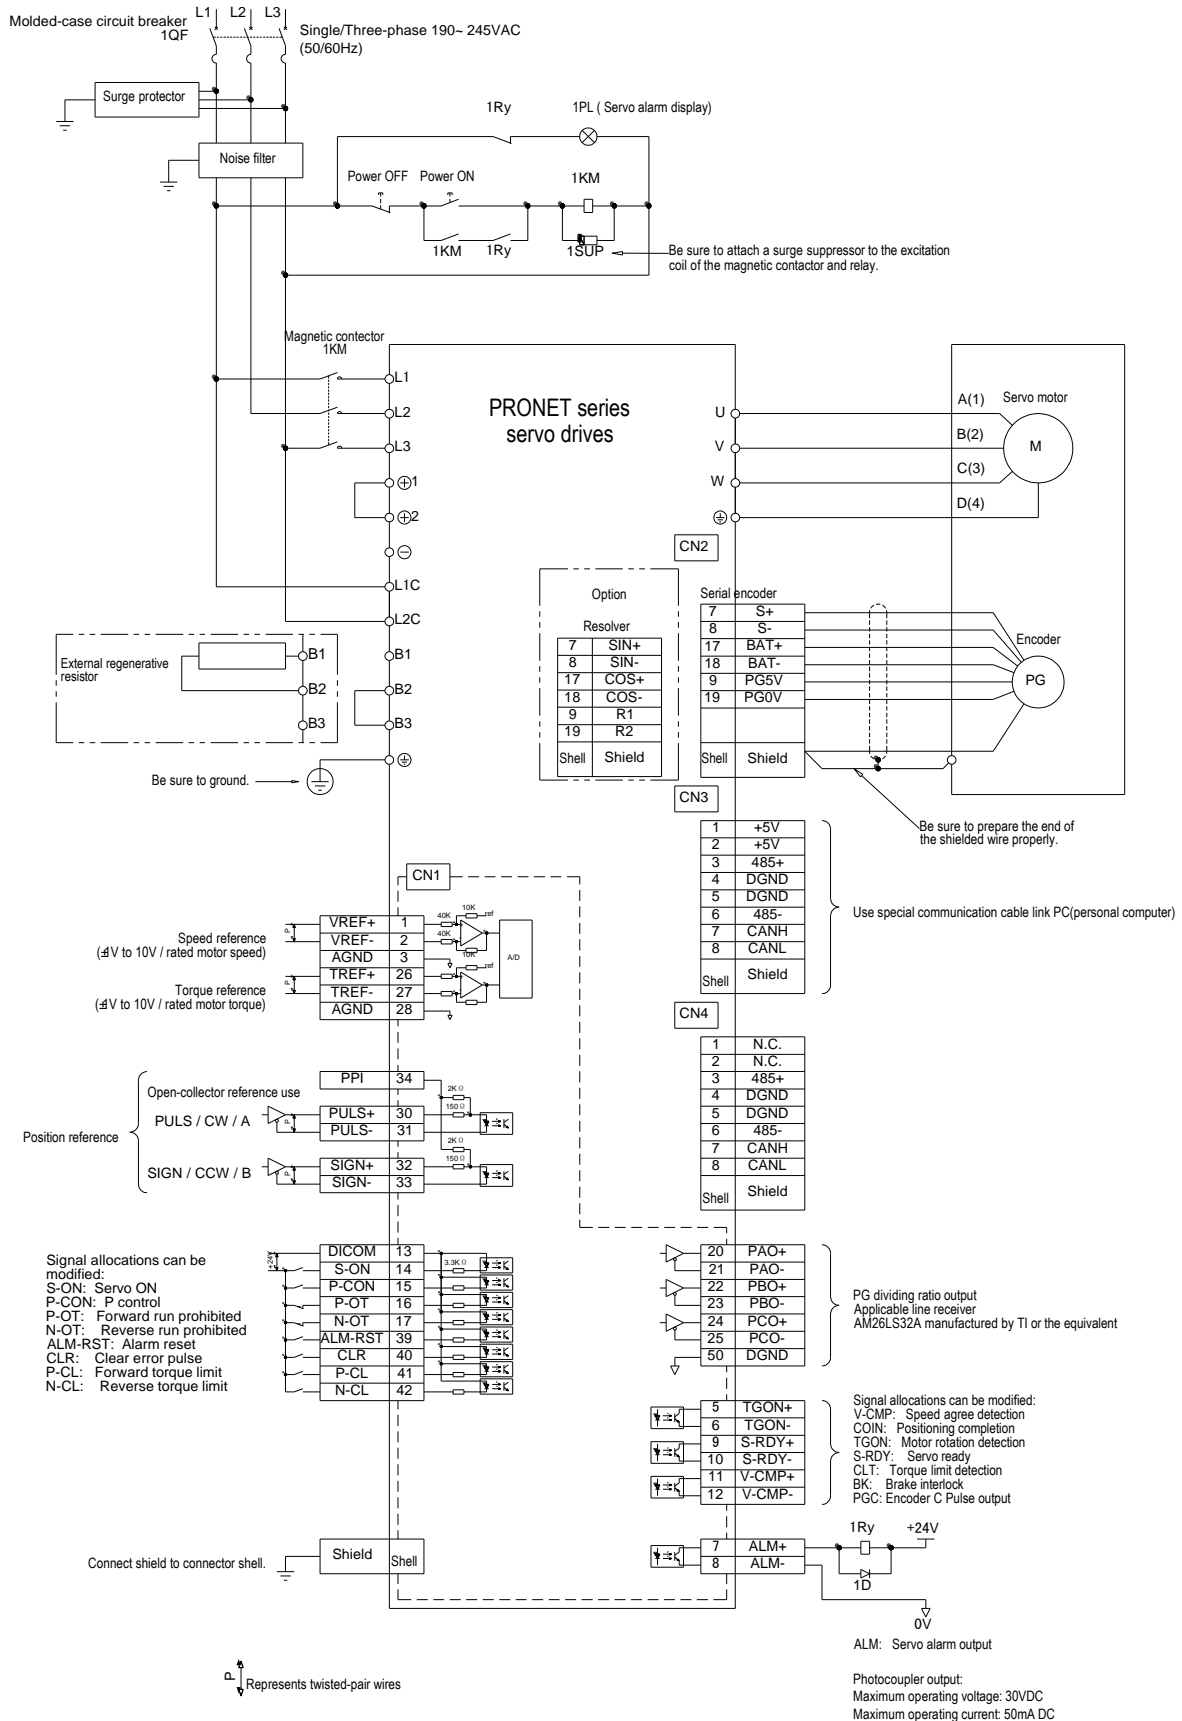 L1 L2 L3
Molded-case circuit breaker
1QF
Single/Three-phase 190~ 245VAC
(50/60Hz)
Surge protector
Noise filter
1Ry
1PL ( Servo alarm display)
Power OFF
Power ON
1KM
1KM
1Ry
1SUP
Be sure to attach a surge suppressor to the excitation
coil of the magnetic contactor and relay.
Magnetic contector
1KM
PRONET series
servo drives
L1
L2
L3
1
2
L1C
L2C
B1
B2
B3
External regenerative
resistor
B1
B2
B3
Be sure to ground.
U
V
W
A(1)
B(2)
C(3)
D(4)
Servo motor
M
CN2
Option
Resolver
7 SIN+
8 SIN-
17 COS+
18 COS-
9 R1
19 R2
Shell Shield
Serial encoder
7 S+
8 S-
17 BAT+
18 BAT-
9 PG5V
19 PG0V
Shell Shield
Encoder
PG
Be sure to prepare the end of
the shielded wire properly.
CN3
1 +5V
2 +5V
3 485+
4 DGND
5 DGND
6 485-
7 CANH
8 CANL
Shell Shield
Use special communication cable link PC(personal computer)
CN4
1 N.C.
2 N.C.
3 485+
4 DGND
5 DGND
6 485-
7 CANH
8 CANL
Shell Shield
CN1
Speed reference
(±1V to 10V / rated motor speed)
Torque reference
(±1V to 10V / rated motor torque)
P
P
VREF+ 1
VREF- 2
AGND 3
TREF+ 26
TREF- 27
AGND 28
40K
40K
10K
10K
ref
ref
A/D
Position reference
Open-collector reference use
PULS / CW / A
SIGN / CCW / B
P
P
PPI 34
PULS+ 30
PULS- 31
SIGN+ 32
SIGN- 33
2KΩ
150Ω
2KΩ
150Ω
Signal allocations can be
modified:
S-ON: Servo ON
P-CON: P control
P-OT: Forward run prohibited
N-OT: Reverse run prohibited
ALM-RST: Alarm reset
CLR: Clear error pulse
P-CL: Forward torque limit
N-CL: Reverse torque limit
+24V
DICOM 13
S-ON 14
P-CON 15
P-OT 16
N-OT 17
ALM-RST 39
CLR 40
P-CL 41
N-CL 42
3.3KΩ
20 PAO+
21 PAO-
22 PBO+
23 PBO-
24 PCO+
25 PCO-
50 DGND
PG dividing ratio output
Applicable line receiver
AM26LS32A manufactured by TI or the equivalent
5 TGON+
6 TGON-
9 S-RDY+
10 S-RDY-
11 V-CMP+
12 V-CMP-
Signal allocations can be modified:
V-CMP: Speed agree detection
COIN: Positioning completion
TGON: Motor rotation detection
S-RDY: Servo ready
CLT: Torque limit detection
BK: Brake interlock
PGC: Encoder C Pulse output
Connect shield to connector shell.
Shield Shell
7 ALM+
8 ALM-
1Ry
+24V
1D
0V
ALM: Servo alarm output
P
Represents twisted-pair wires
Photocoupler output:
Maximum operating voltage: 30VDC
Maximum operating current: 50mA DC